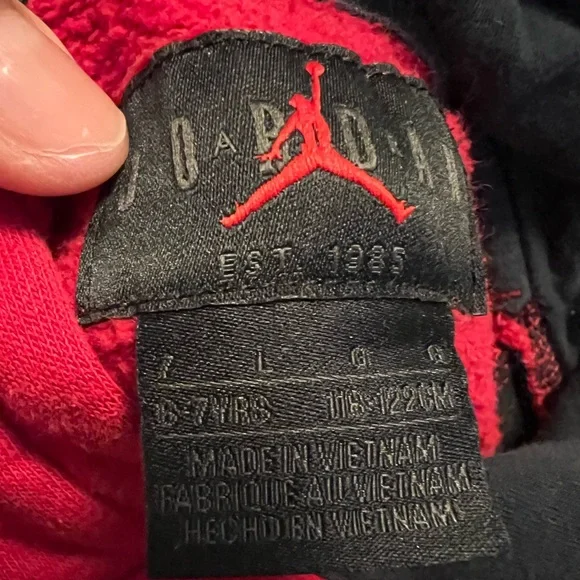 JORDAN
EST. 1985
7 L G G
6-7YRS 116-122CM
MADE IN VIETNAM
FABRIQUE AU VIETNAM
HECHO EN VIETNAM